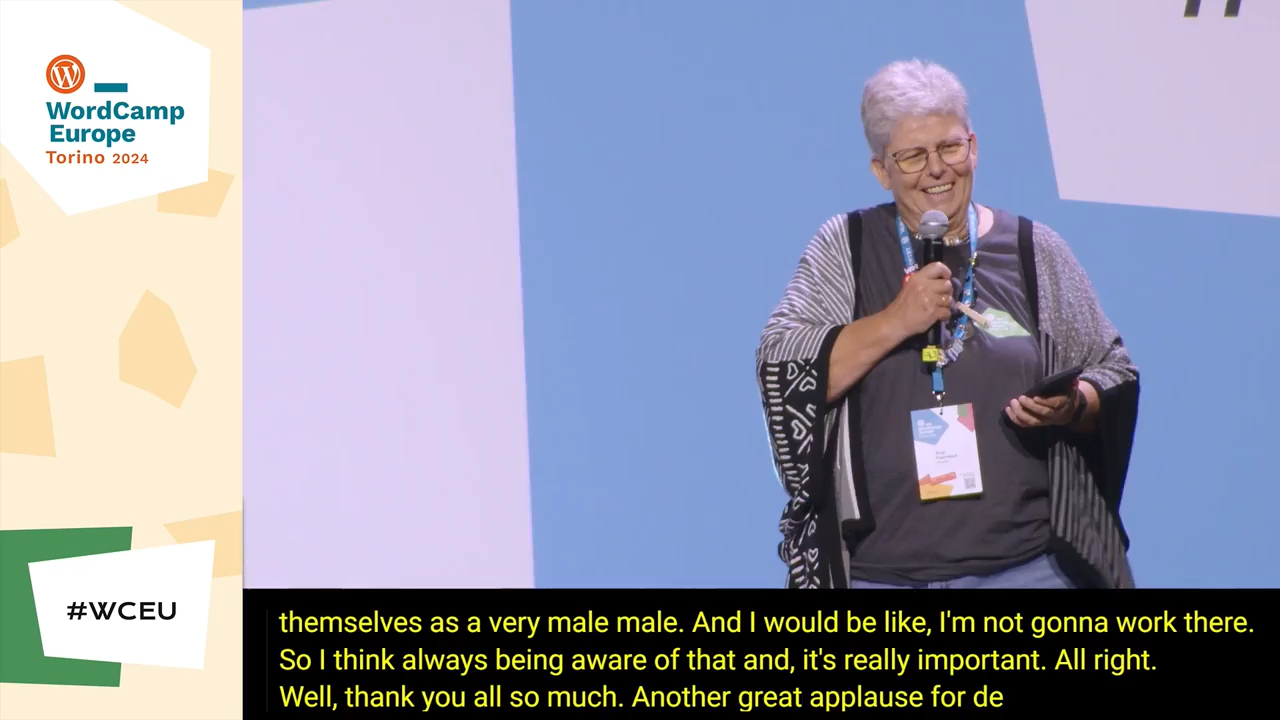 WordCamp
Europe
Torino 2024
#WCEU
themselves as a very male male. And I would be like, I'm not gonna work there.
So I think always being aware of that and, it's really important. All right.
Well, thank you all so much. Another great applause for de